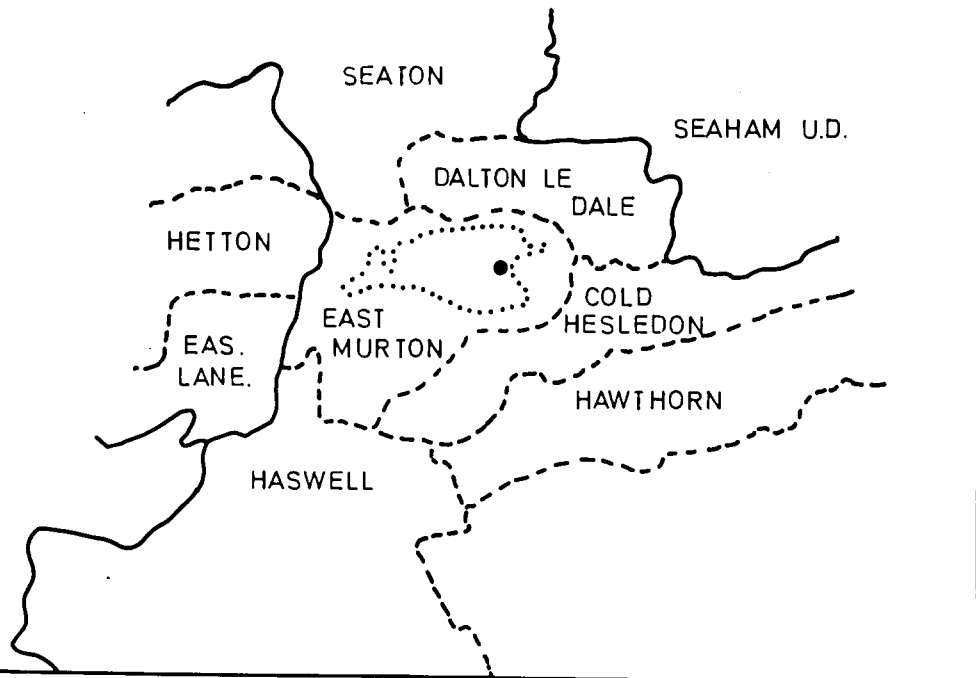 SEATON
SEAHAM U.D.
DALTON LE
DALE
HETTON
COLD
HESLEDON
EAST
MURTON
EAS.
LANE.
HAWTHORN
HASWELL